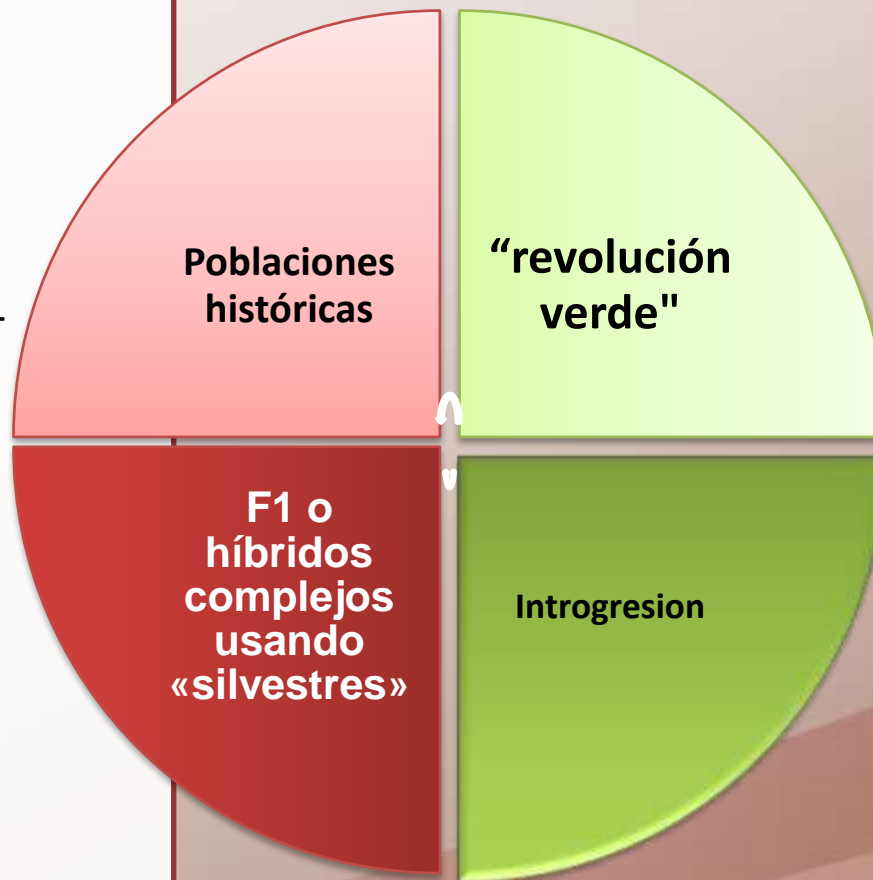 Poblaciones
históricas
“revolución
verde"
F1 o
híbridos
complejos
usando
«silvestres»
Introgresion